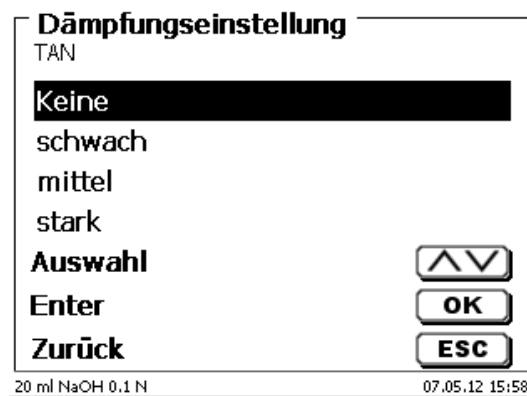 Dämpfungseinstellung
TAN
Keine
schwach
mittel
stark
Auswahl
Enter OK
Zurück ESC
20 ml NaOH 0.1 N 07.05.12 15:58